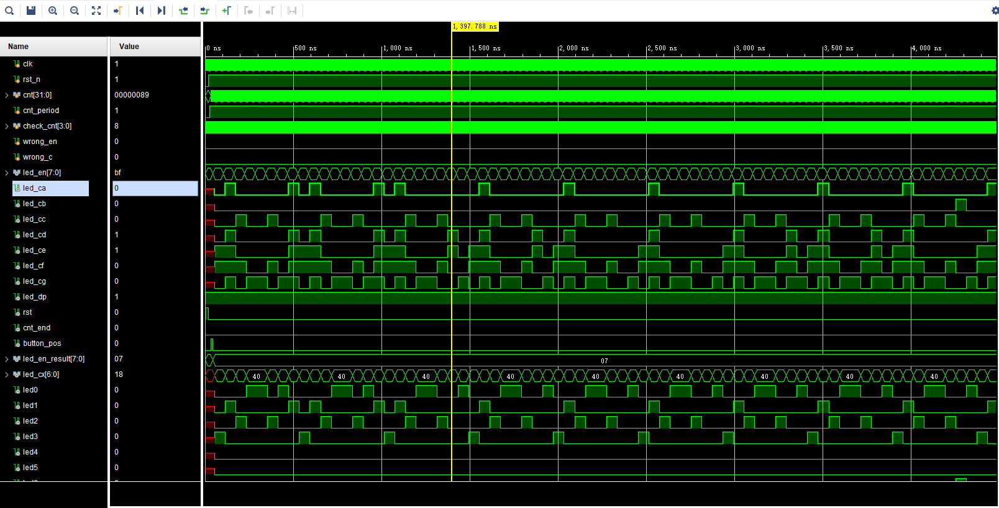 1,397.788 ns
Name Value
0 ns 500 ns 1,000 ns 1,500 ns 2,000 ns 2,500 ns 3,000 ns 3,500 ns 4,000 ns
clk 1
rst_n 1
cnt[31:0] 00000089
cnt_period 1
check_cnt[3:0] 8
wrong_en 0
wrong_c 0
led_en[7:0] bf
led_ca 0
led_cb 0
led_cc 0
led_cd 1
led_ce 1
led_cf 0
led_cg 0
led_dp 1
rst 0
cnt_end 0
button_pos 0
led_en_result[7:0] 07 07
led_cx[6:0] 18 40 40 40 40 40 40 40 40 40
led0 0
led1 0
led2 0
led3 0
led4 0
led5 0